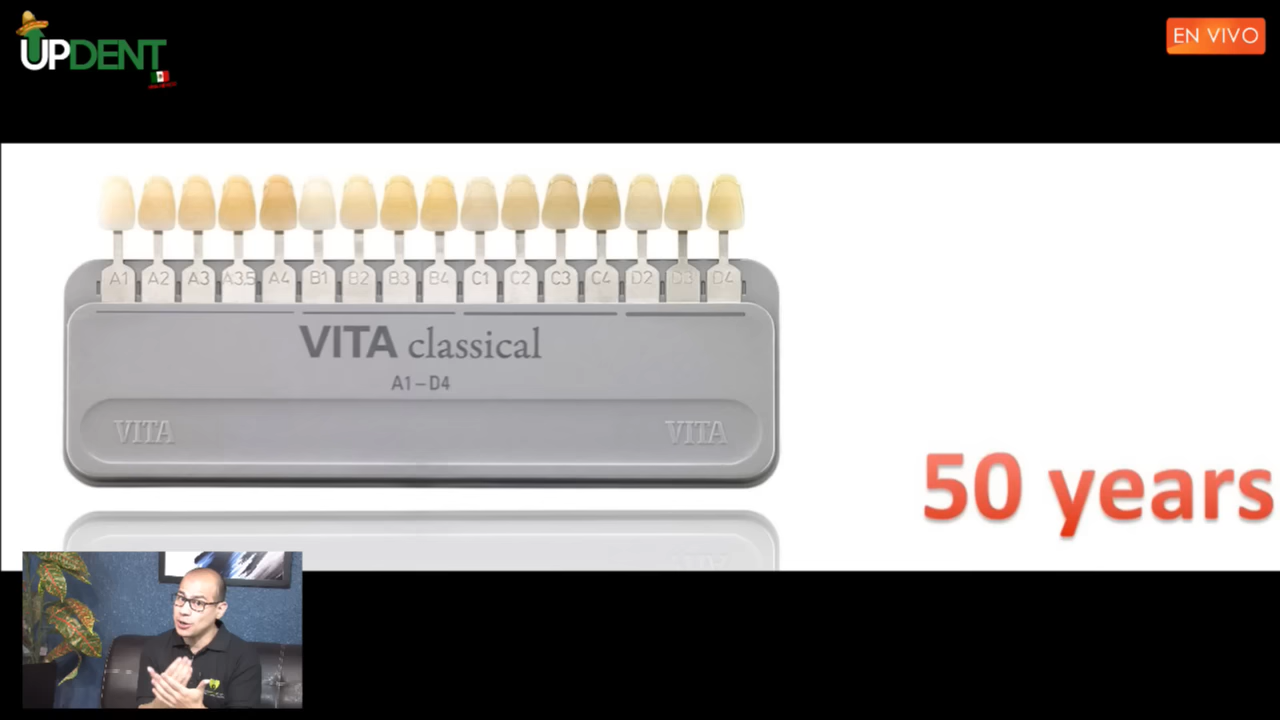 UPDENT
EN VIVO
A1 A2 A3 A3.5 A4 B1 B2 B3 B4 C1 C2 C3 C4 D2 D3 D4
VITA classical
A1–D4
VITA VITA
50 years